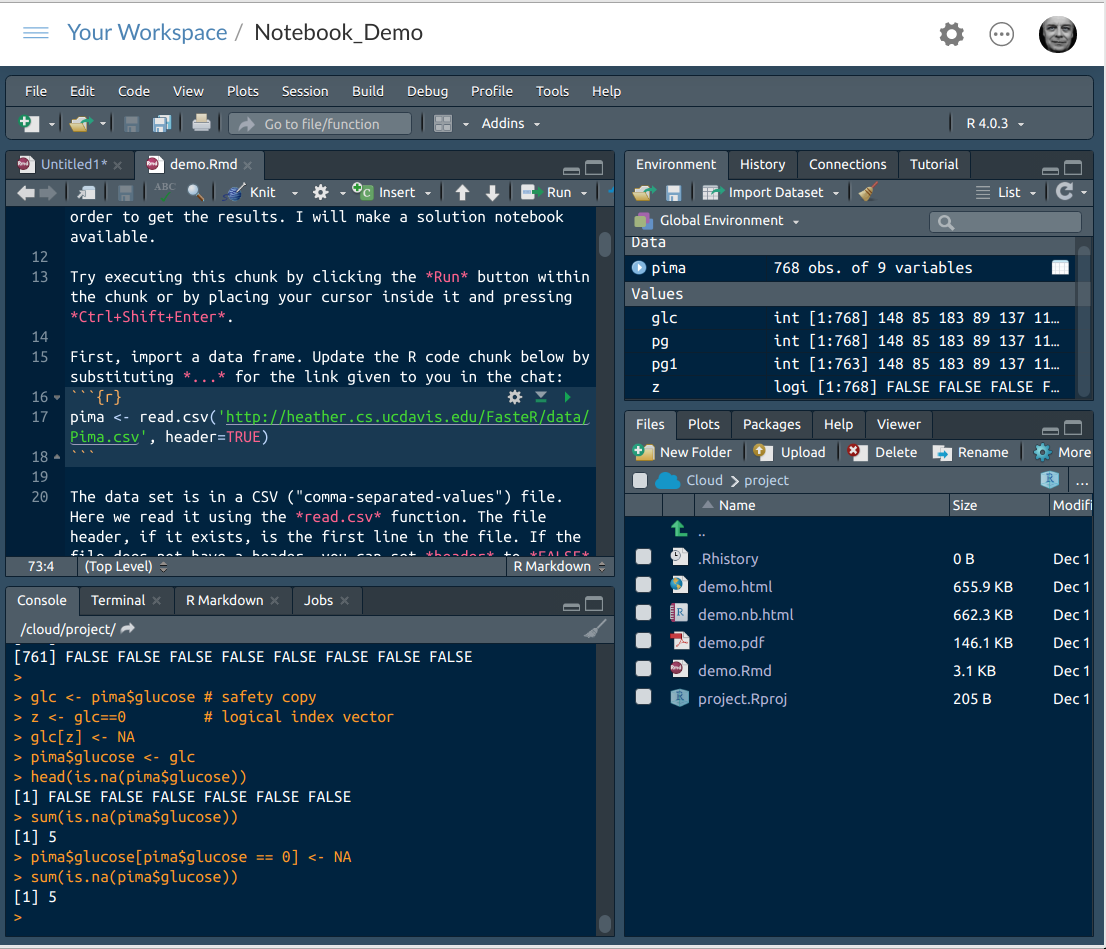 Your Workspace / Notebook_Demo
File Edit Code View Plots Session Build Debug Profile Tools Help
Go to file/function Addins R 4.0.3
Untitled1* demo.Rmd
ABC Knit Insert Run
order to get the results. I will make a solution notebook
available.
12
13 Try executing this chunk by clicking the *Run* button within
the chunk or by placing your cursor inside it and pressing
*Ctrl+Shift+Enter*.
14
15 First, import a data frame. Update the R code chunk below by
substituting *...* for the link given to you in the chat:
16 ```{r}
17 pima <- read.csv('http://heather.cs.ucdavis.edu/FasteR/data/
Pima.csv', header=TRUE)
18 ```
19
20 The data set is in a CSV ("comma-separated-values") file.
Here we read it using the *read.csv* function. The file
header, if it exists, is the first line in the file. If the
file does not have a header, you can set *header* to *FALSE*
73:4 (Top Level) R Markdown
Console Terminal R Markdown Jobs
/cloud/project/
[761] FALSE FALSE FALSE FALSE FALSE FALSE FALSE FALSE
>
> glc <- pima$glucose # safety copy
> z <- glc==0 # logical index vector
> glc[z] <- NA
> pima$glucose <- glc
> head(is.na(pima$glucose))
[1] FALSE FALSE FALSE FALSE FALSE FALSE
> sum(is.na(pima$glucose))
[1] 5
> pima$glucose[pima$glucose == 0] <- NA
> sum(is.na(pima$glucose))
[1] 5
>
Environment History Connections Tutorial
Import Dataset List
Global Environment
Data
pima 768 obs. of 9 variables
Values
glc int [1:768] 148 85 183 89 137 11…
pg int [1:768] 148 85 183 89 137 11…
pg1 int [1:763] 148 85 183 89 137 11…
z logi [1:768] FALSE FALSE FALSE F…
Files Plots Packages Help Viewer
New Folder Upload Delete Rename More
Cloud project R ...
Name Size Modifi
..
.Rhistory 0 B Dec 1
demo.html 655.9 KB Dec 1
demo.nb.html 662.3 KB Dec 1
demo.pdf 146.1 KB Dec 1
demo.Rmd 3.1 KB Dec 1
project.Rproj 205 B Dec 1